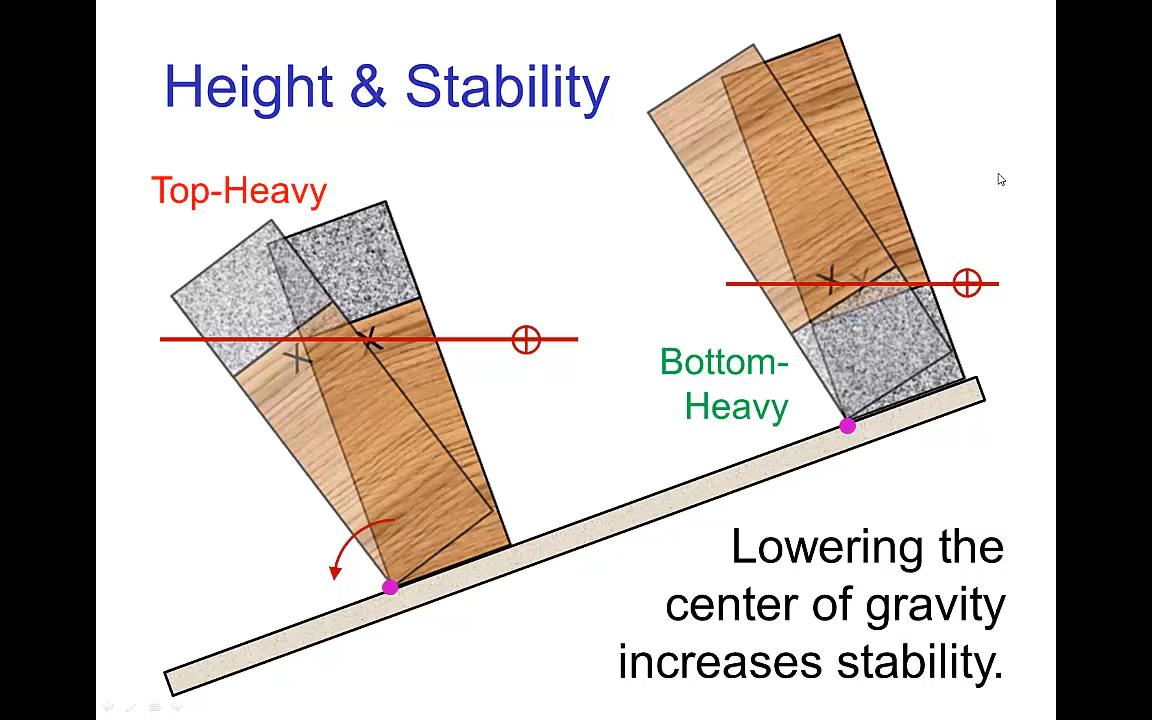 Height & Stability
Top-Heavy
X
X
X
X
Bottom-
Heavy
Lowering the
center of gravity
increases stability.